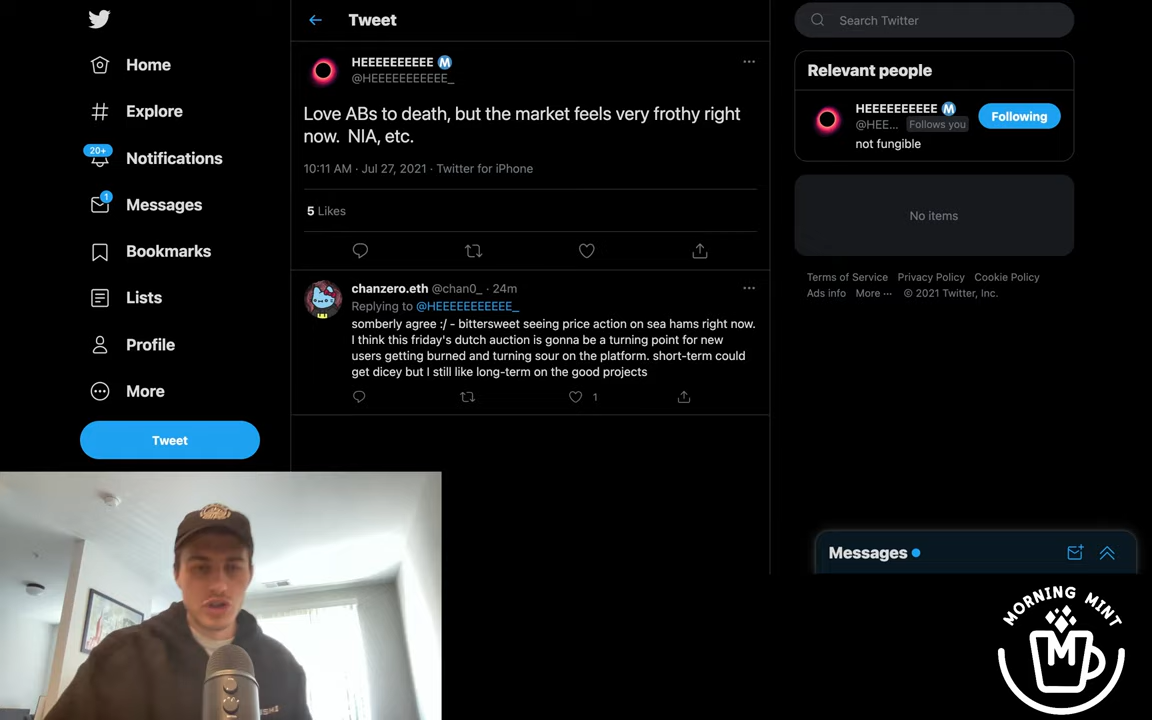 Tweet
Search Twitter
Home
Explore
20+
Notifications
1
Messages
Bookmarks
Lists
Profile
More
Tweet
HEEEEEEEEEE M
@HEEEEEEEEEEE_
Love ABs to death, but the market feels very frothy right
now. NIA, etc.
10:11 AM · Jul 27, 2021 · Twitter for iPhone
5 Likes
chanzero.eth @chan0_ · 24m
Replying to @HEEEEEEEEEEE_
somberly agree :/ - bittersweet seeing price action on sea hams right now.
I think this friday's dutch auction is gonna be a turning point for new
users getting burned and turning sour on the platform. short-term could
get dicey but I still like long-term on the good projects
1
Relevant people
HEEEEEEEEEE M
@HEE... Follows you
Following
not fungible
No items
Terms of Service Privacy Policy Cookie Policy
Ads info More ··· © 2021 Twitter, Inc.
Messages
MORNING MINT
M